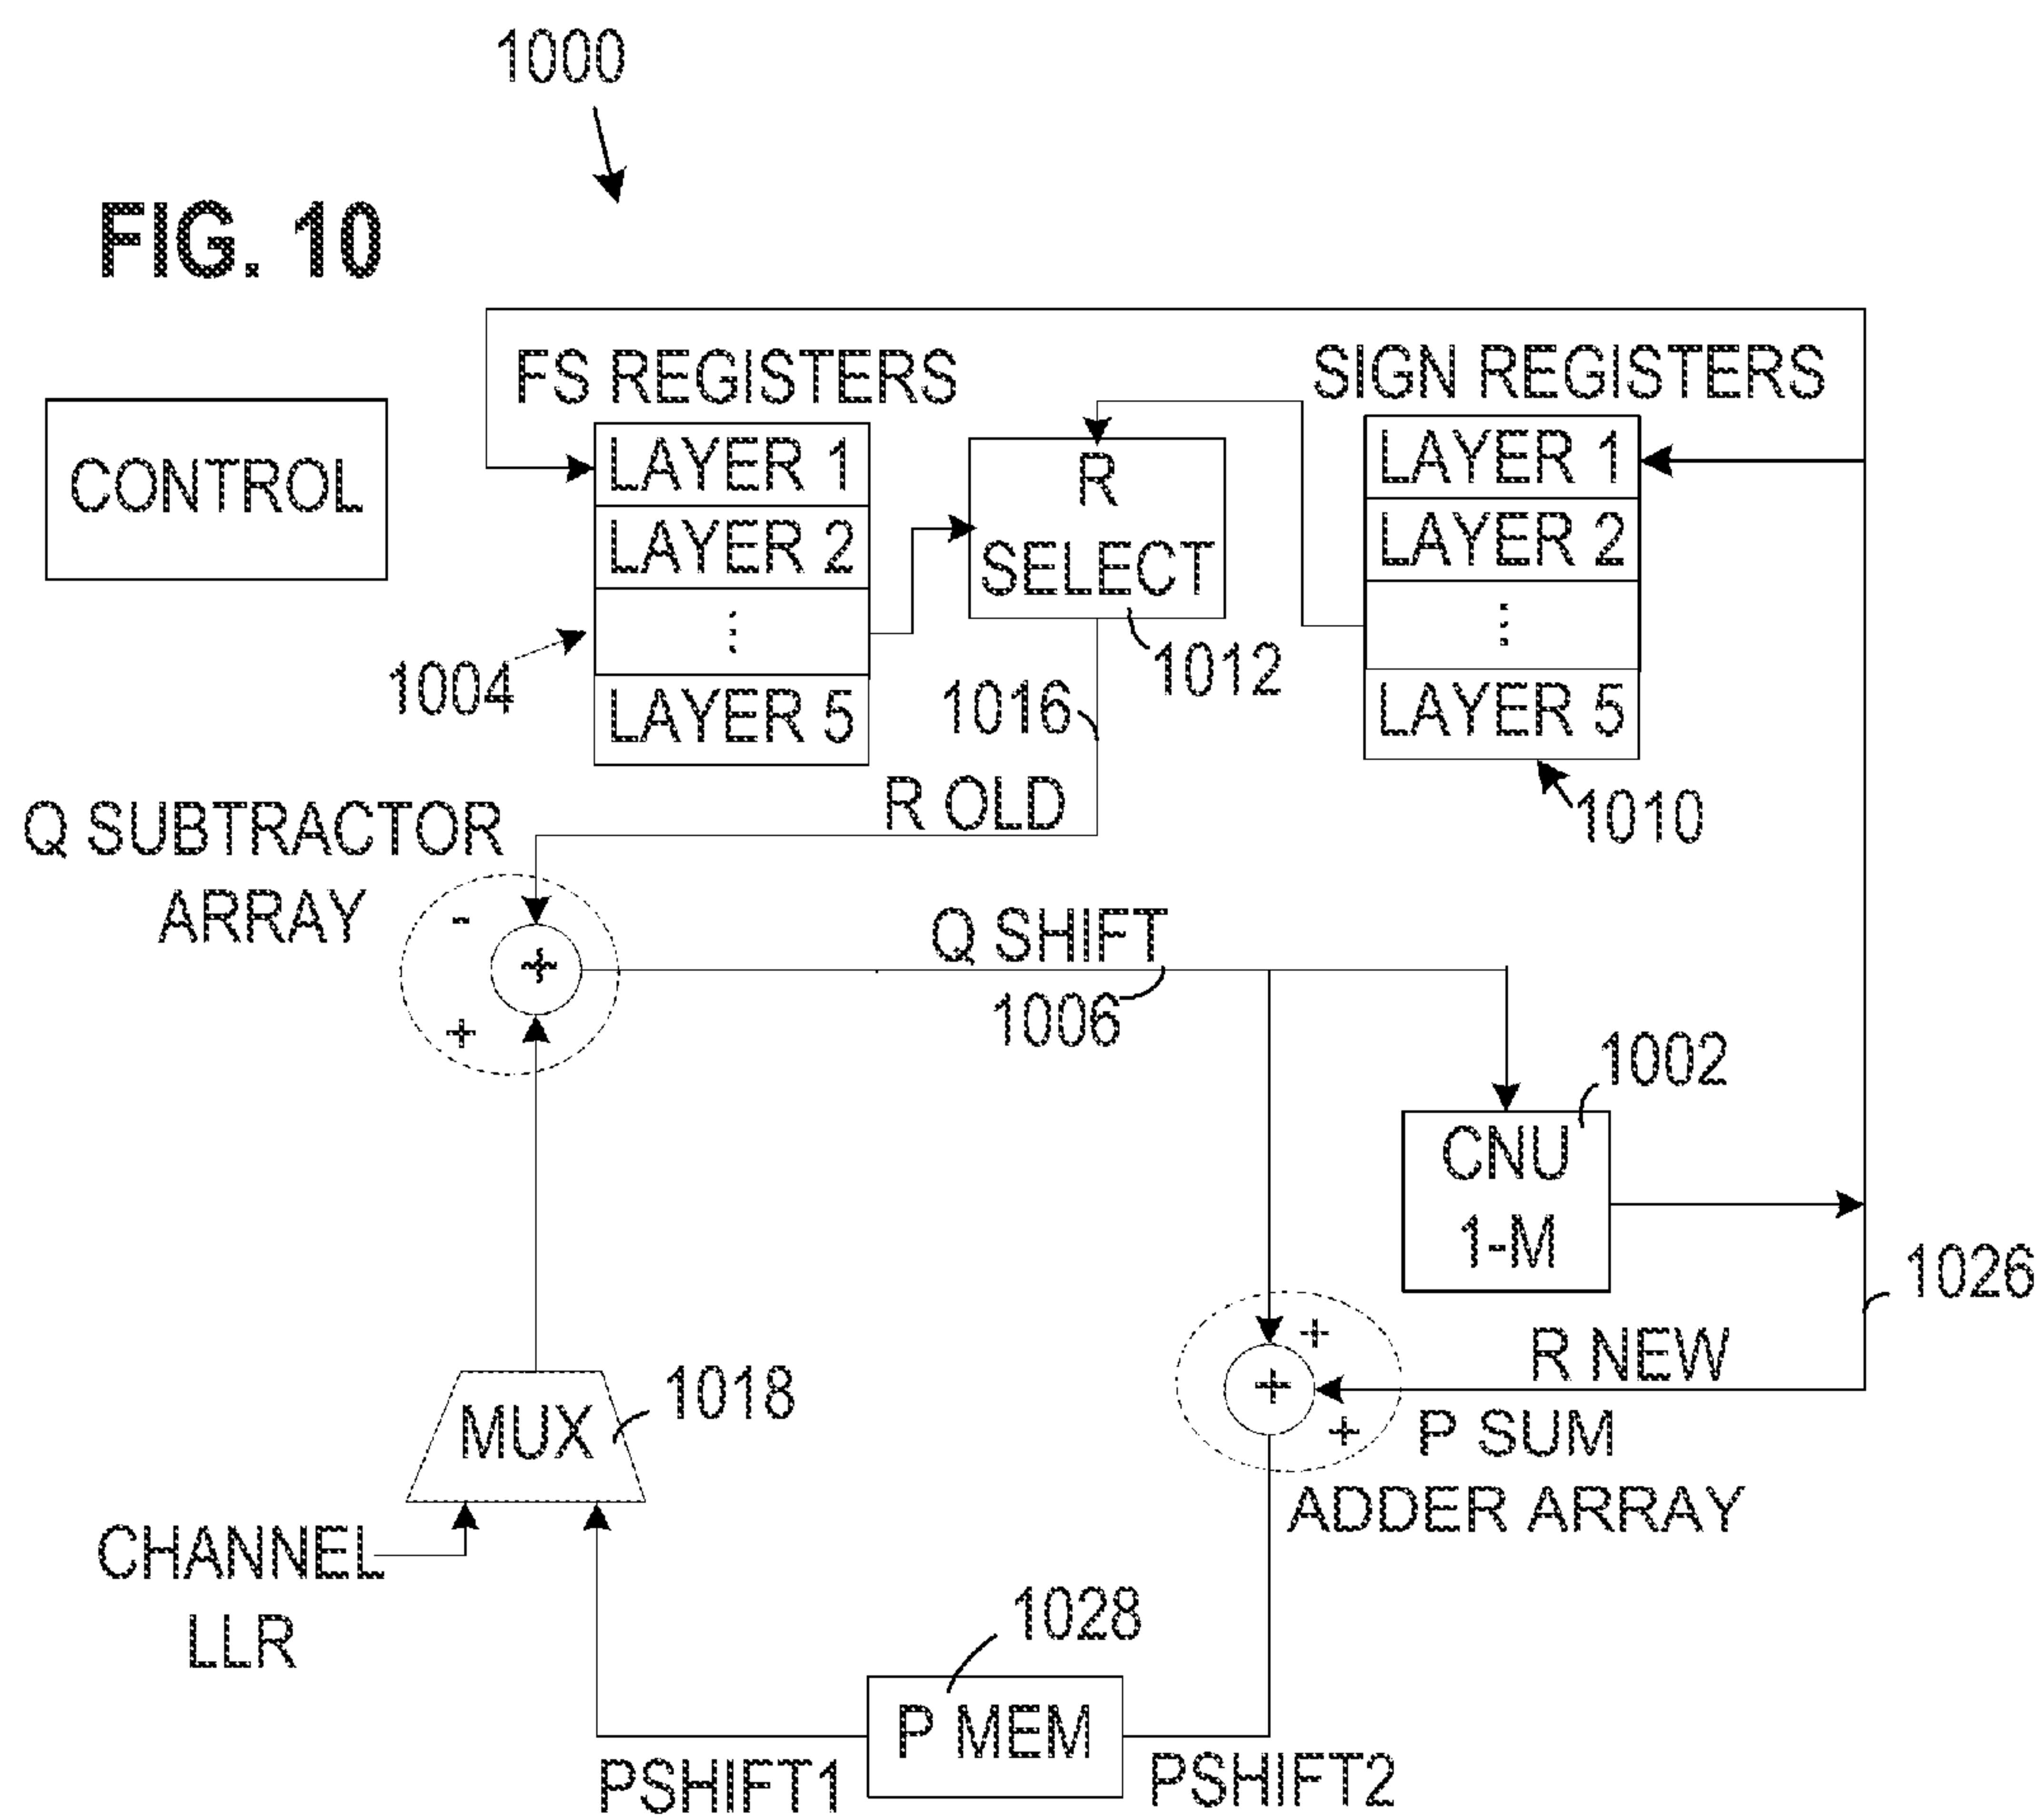 1000
FIG. 10
CONTROL
FS REGISTERS
LAYER 1
LAYER 2
⋮
LAYER 5
1004
R
SELECT
1012
SIGN REGISTERS
LAYER 1
LAYER 2
⋮
LAYER 5
1010
1016
R OLD
Q SUBTRACTOR
ARRAY
-
+
+
Q SHIFT
1006
1002
CNU
1-M
1026
R NEW
+
+
+
P SUM
ADDER ARRAY
MUX
1018
CHANNEL
LLR
1028
P MEM
PSHIFT1
PSHIFT2